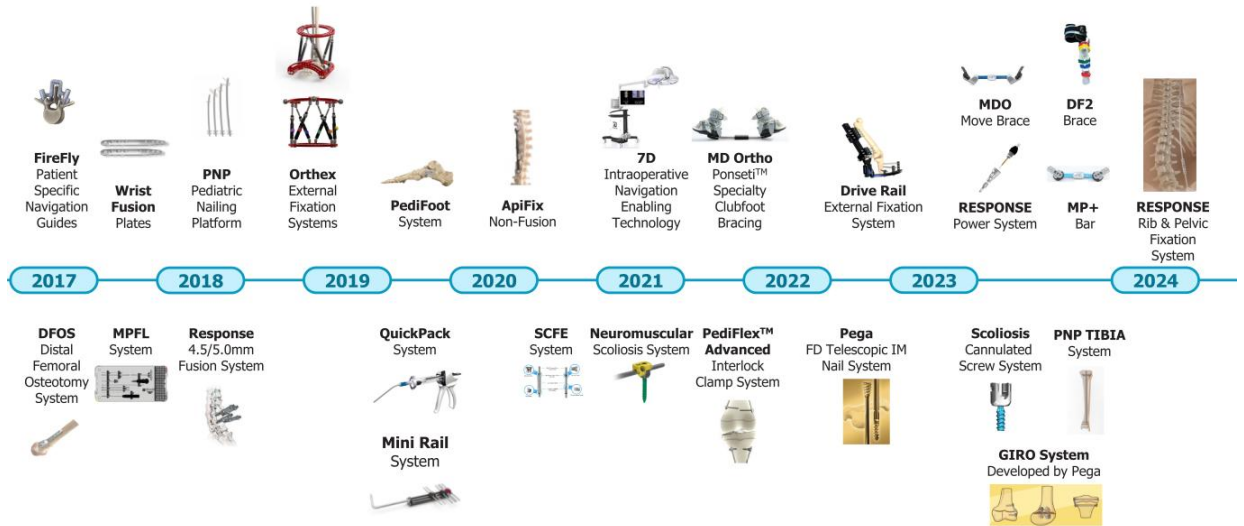 FireFly
Patient
Specific
Navigation
Guides
Wrist
Fusion
Plates
PNP
Pediatric
Nailing
Platform
Orthex
External
Fixation
Systems
PediFoot
System
ApiFix
Non-Fusion
7D
Intraoperative
Navigation
Enabling
Technology
MD Ortho
Ponseti™
Specialty
Clubfoot
Bracing
Drive Rail
External Fixation
System
MDO
Move Brace
RESPONSE
Power System
DF2
Brace
MP+
Bar
RESPONSE
Rib & Pelvic
Fixation
System
2017
2018
2019
2020
2021
2022
2023
2024
DFOS
Distal
Femoral
Osteotomy
System
MPFL
System
Response
4.5/5.0mm
Fusion System
QuickPack
System
Mini Rail
System
SCFE
System
Neuromuscular
Scoliosis System
PediFlex™
Advanced
Interlock
Clamp System
Pega
FD Telescopic IM
Nail System
Scoliosis
Cannulated
Screw System
PNP TIBIA
System
GIRO System
Developed by Pega